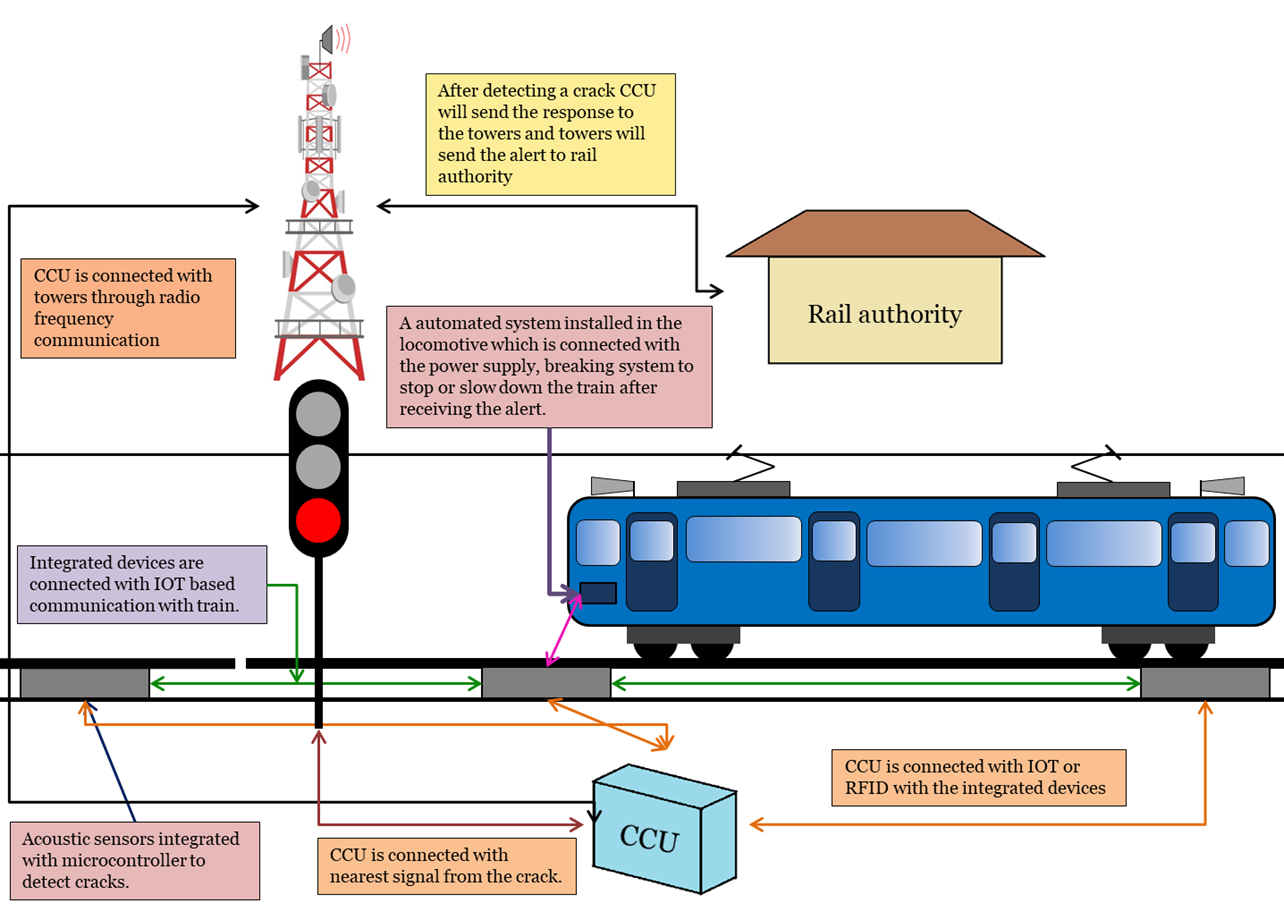 After detecting a crack CCU
will send the response to
the towers and towers will
send the alert to rail
authority
CCU is connected with
towers through radio
frequency
communication
Rail authority
A automated system installed in the
locomotive which is connected with
the power supply, breaking system to
stop or slow down the train after
receiving the alert.
Integrated devices are
connected with IOT based
communication with train.
CCU is connected with IOT or
RFID with the integrated devices
Acoustic sensors integrated
with microcontroller to
detect cracks.
CCU is connected with
nearest signal from the crack.
CCU